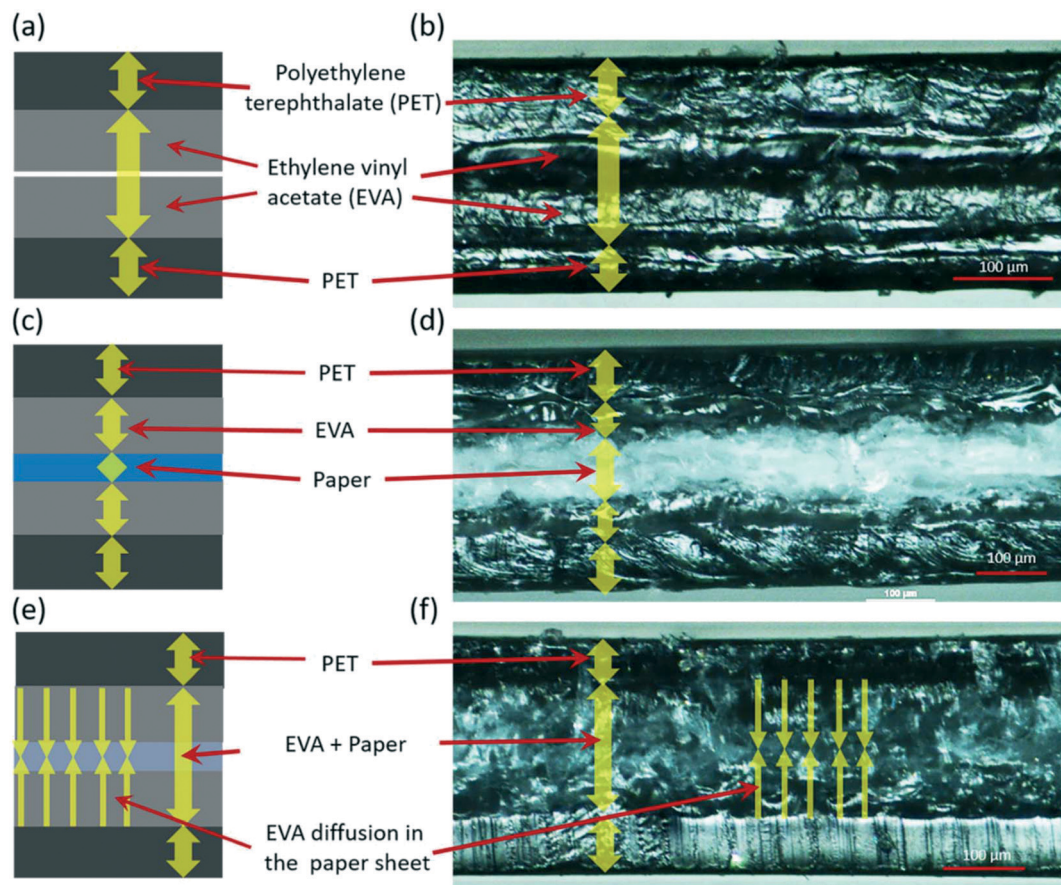 (a)
(b)
Polyethylene
terephthalate (PET)
Ethylene vinyl
acetate (EVA)
PET
100 µm
(c)
(d)
PET
EVA
Paper
100 µm
100 µm
(e)
(f)
PET
EVA + Paper
EVA diffusion in
the paper sheet
100 µm